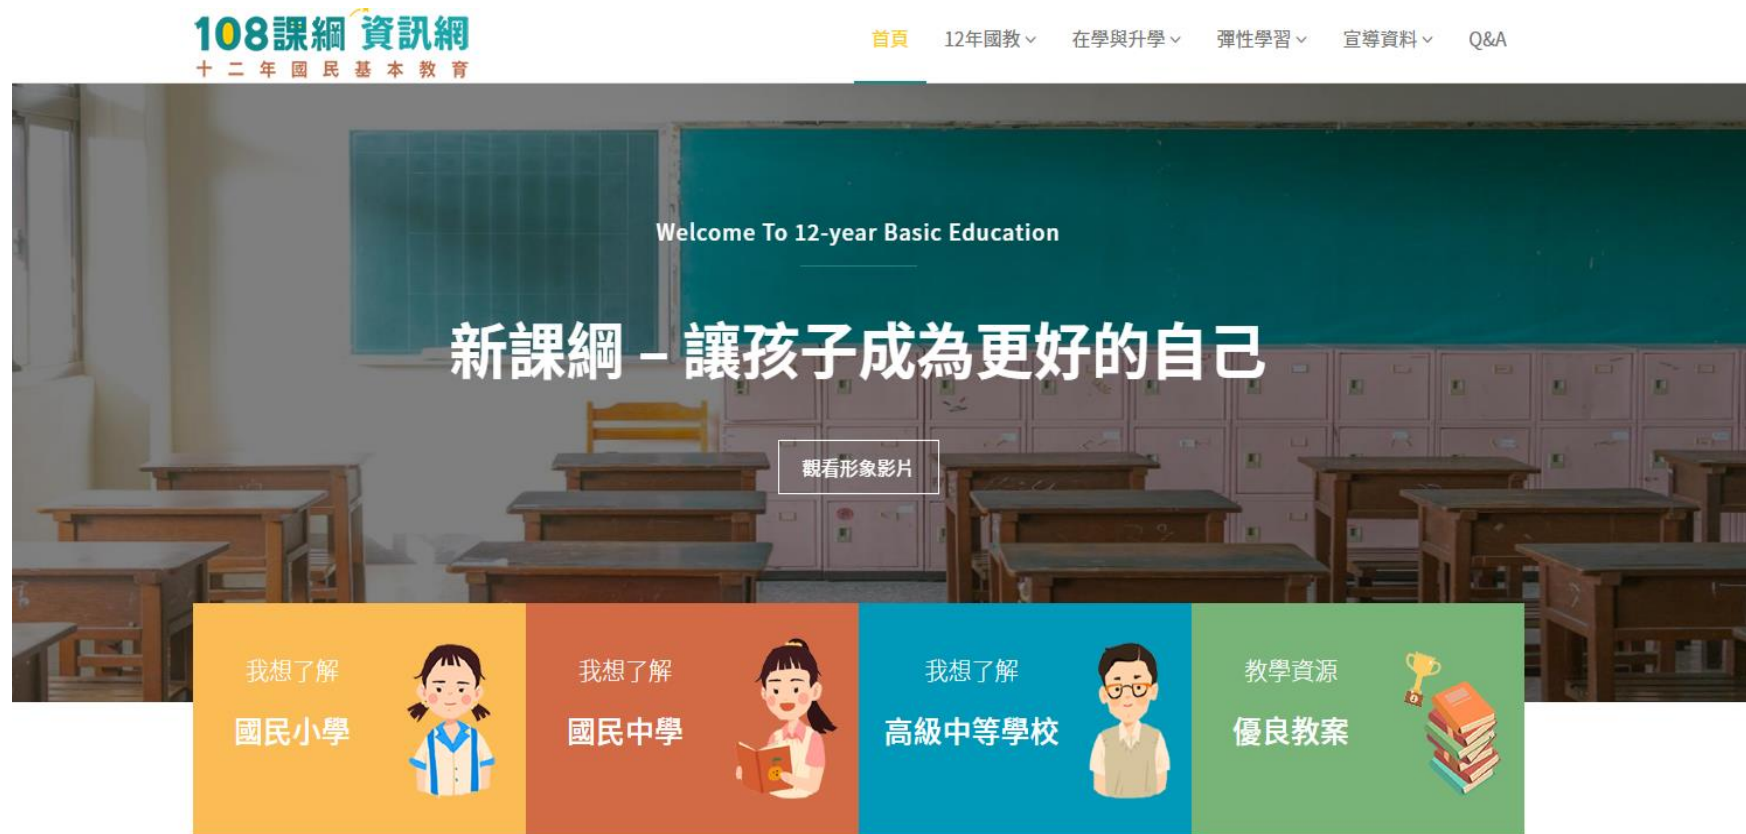 108課綱 資訊網
十二年國民基本教育
首頁 12年國教 在學與升學 彈性學習 宣導資料 Q&A
Welcome To 12-year Basic Education
新課綱 – 讓孩子成為更好的自己
觀看形象影片
我想了解
國民小學
我想了解
國民中學
我想了解
高級中等學校
教學資源
優良教案